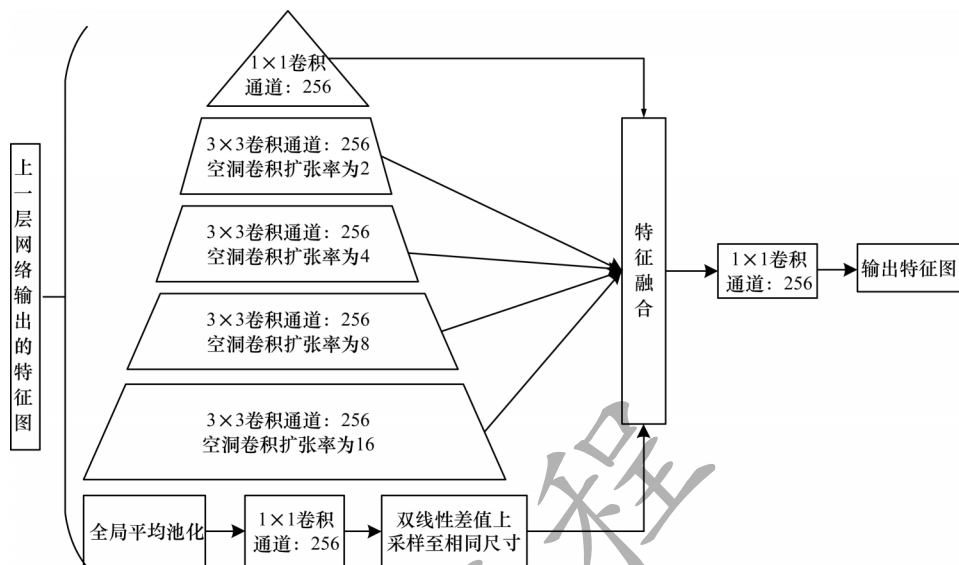 1×1卷积
通道：256
3×3卷积通道：256
空洞卷积扩张率为2
3×3卷积通道：256
空洞卷积扩张率为4
3×3卷积通道：256
空洞卷积扩张率为8
3×3卷积通道：256
空洞卷积扩张率为16
上一层网络输出的特征图
全局平均池化
1×1卷积
通道：256
双线性差值上
采样至相同尺寸
特征融合
1×1卷积
通道：256
输出特征图
程